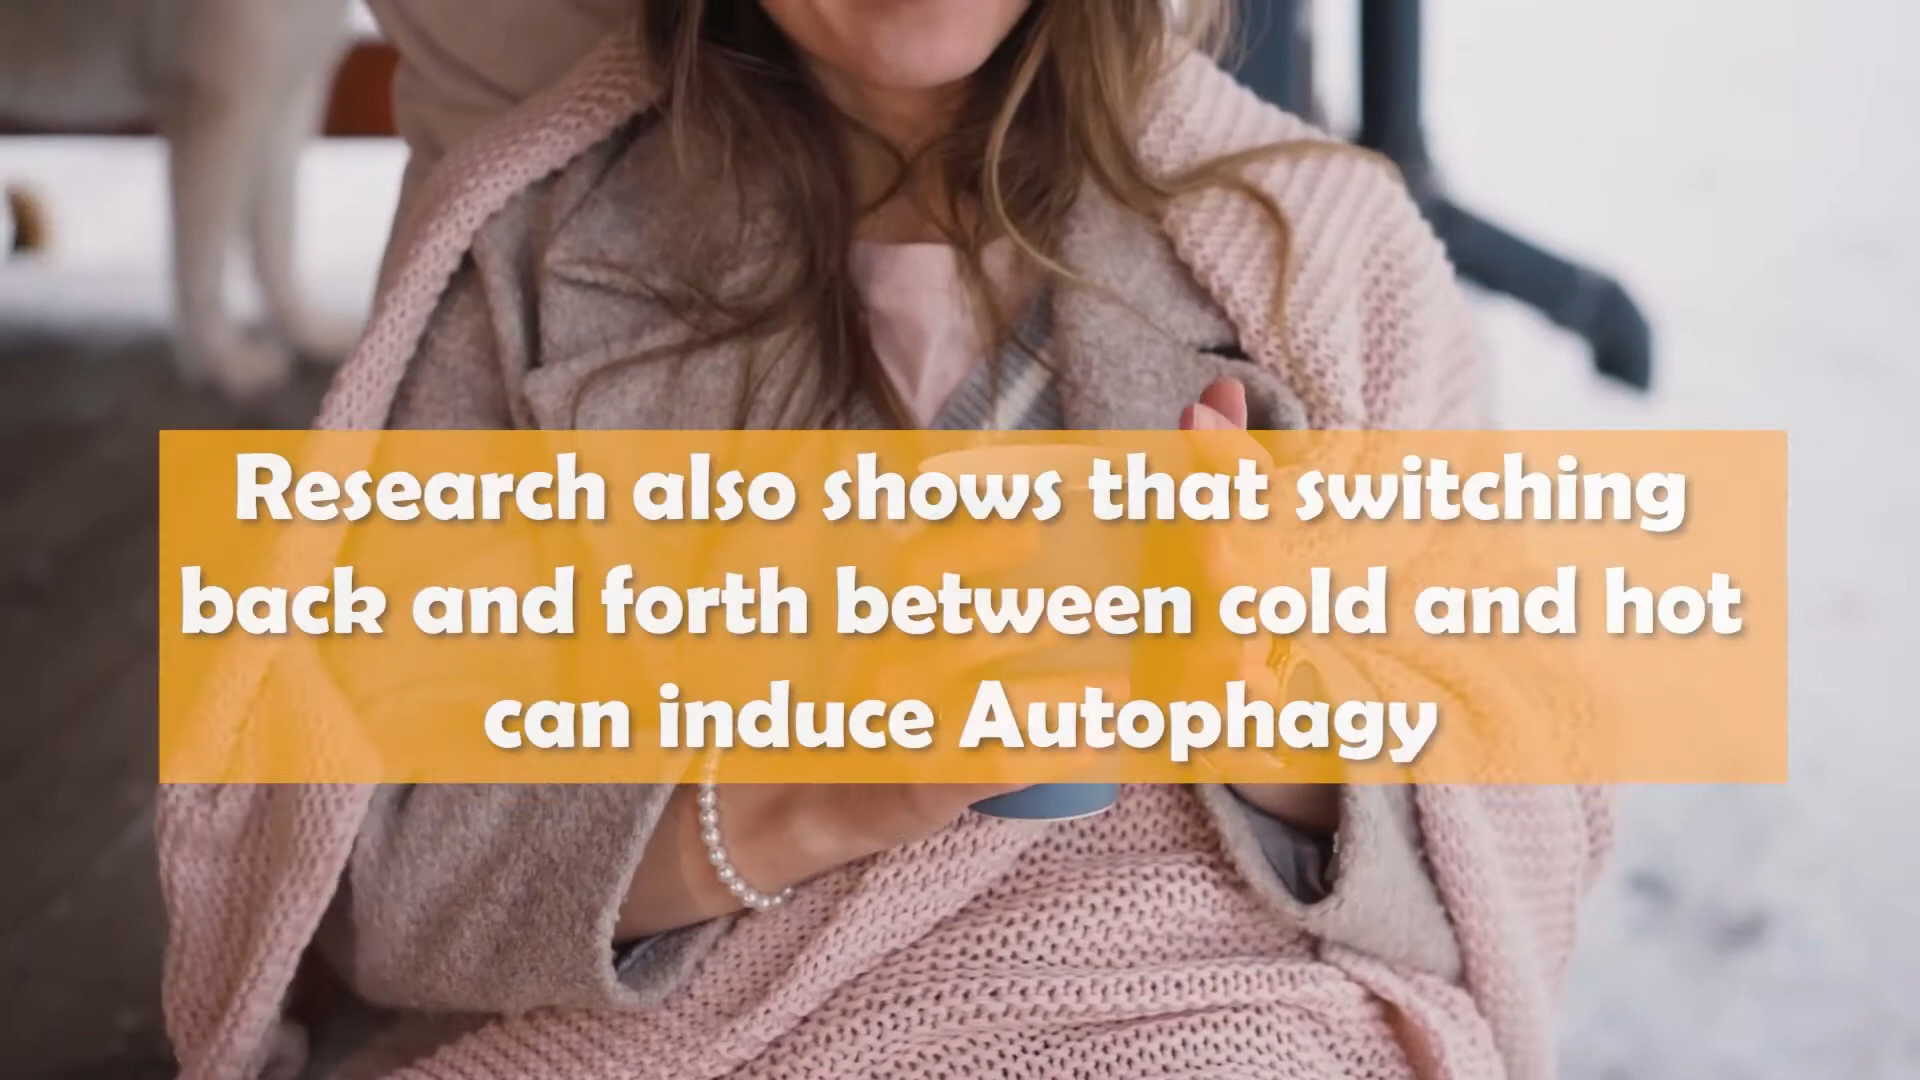 Research also shows that switching
back and forth between cold and hot
can induce Autophagy